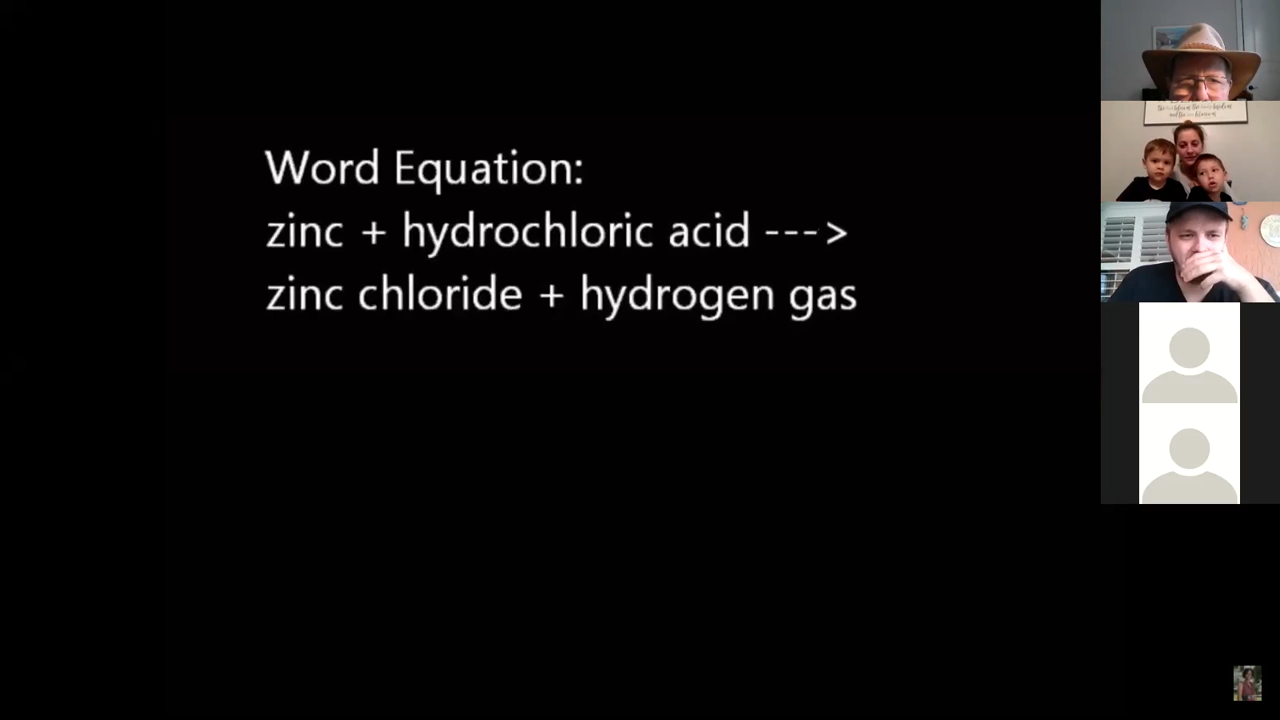 Word Equation:
zinc + hydrochloric acid --->
zinc chloride + hydrogen gas